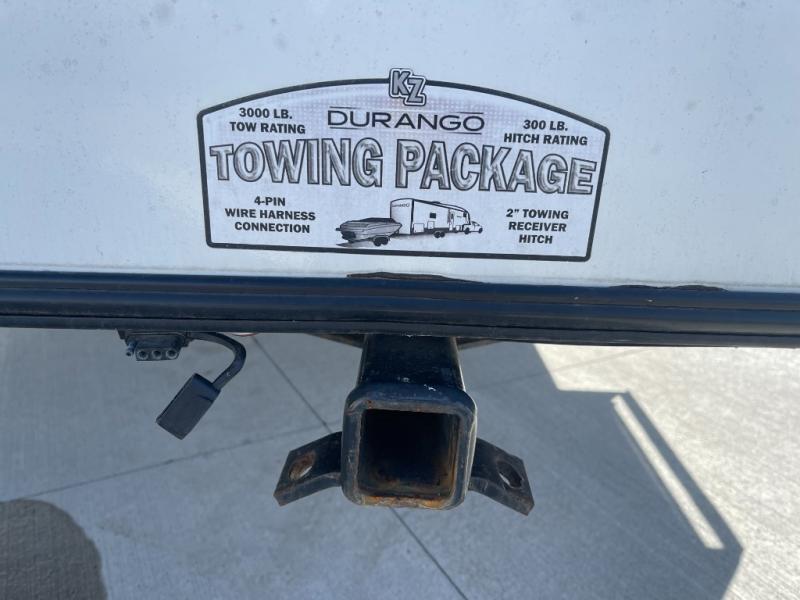 KZ
DURANGO
3000 LB.
TOW RATING
300 LB.
HITCH RATING
TOWING PACKAGE
4-PIN
WIRE HARNESS
CONNECTION
DURANGO
2" TOWING
RECEIVER
HITCH